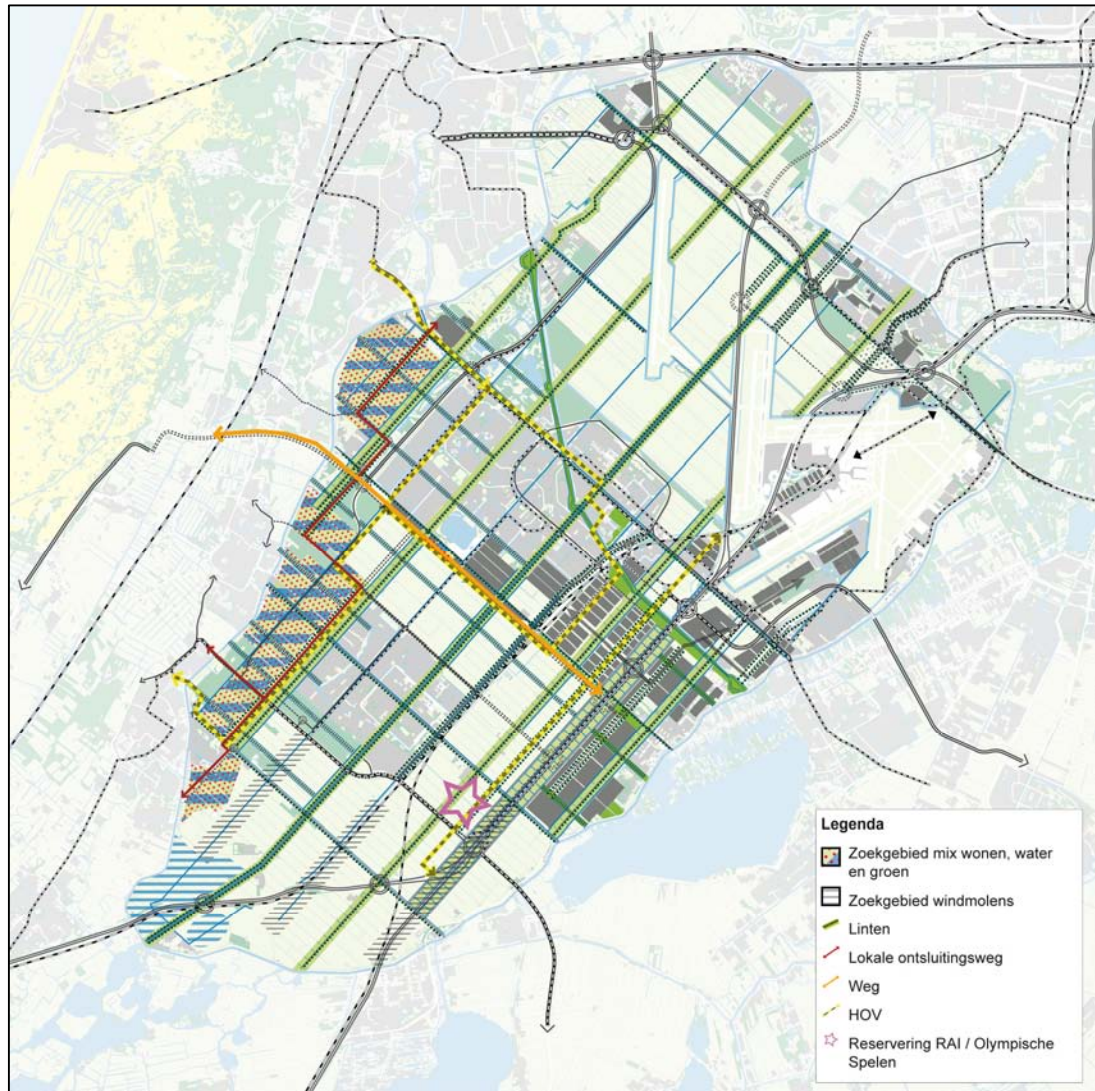 Legenda
Zoekgebied mix wonen, water
en groen
Zoekgebied windmolens
Linten
Lokale ontsluitingsweg
Weg
HOV
Reservering RAI / Olympische
Spelen